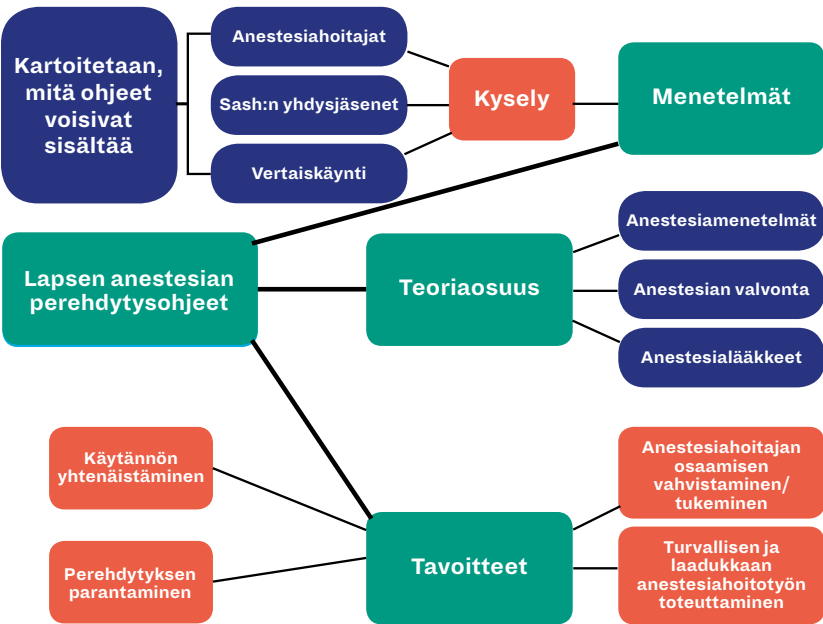 Kartoitetaan,
mitä ohjeet
voisivat
sisältää
Anestesiahoitajat
Sash:n yhdysjäsenet
Vertaiskäynti
Kysely
Menetelmät
Lapsen anestesian
perehdytysohjeet
Teoriaosuus
Anestesiamenetelmät
Anestesian valvonta
Anestesialääkkeet
Käytännön
yhtenäistäminen
Perehdytyksen
parantaminen
Tavoitteet
Anestesiahoitajan
osaamisen
vahvistaminen/
tukeminen
Turvallisen ja
laadukkaan
anestesiahoitotyön
toteuttaminen